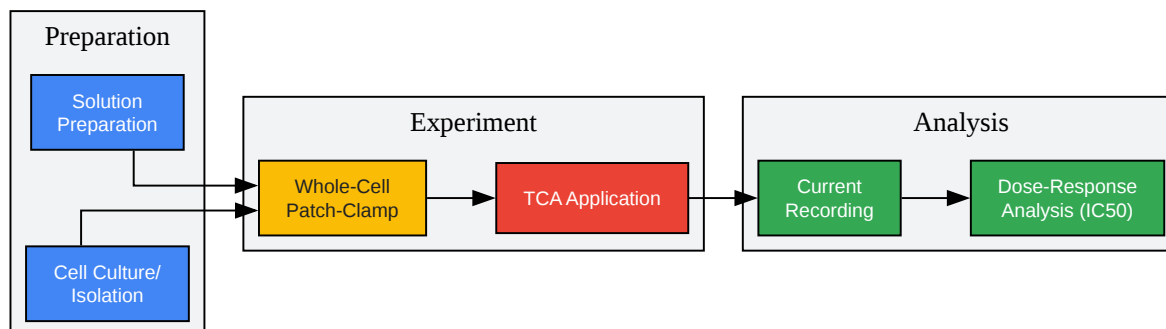 Preparation
Solution
Preparation
Cell Culture/
Isolation
Experiment
Whole-Cell
Patch-Clamp
TCA Application
Analysis
Current
Recording
Dose-Response
Analysis (IC50)